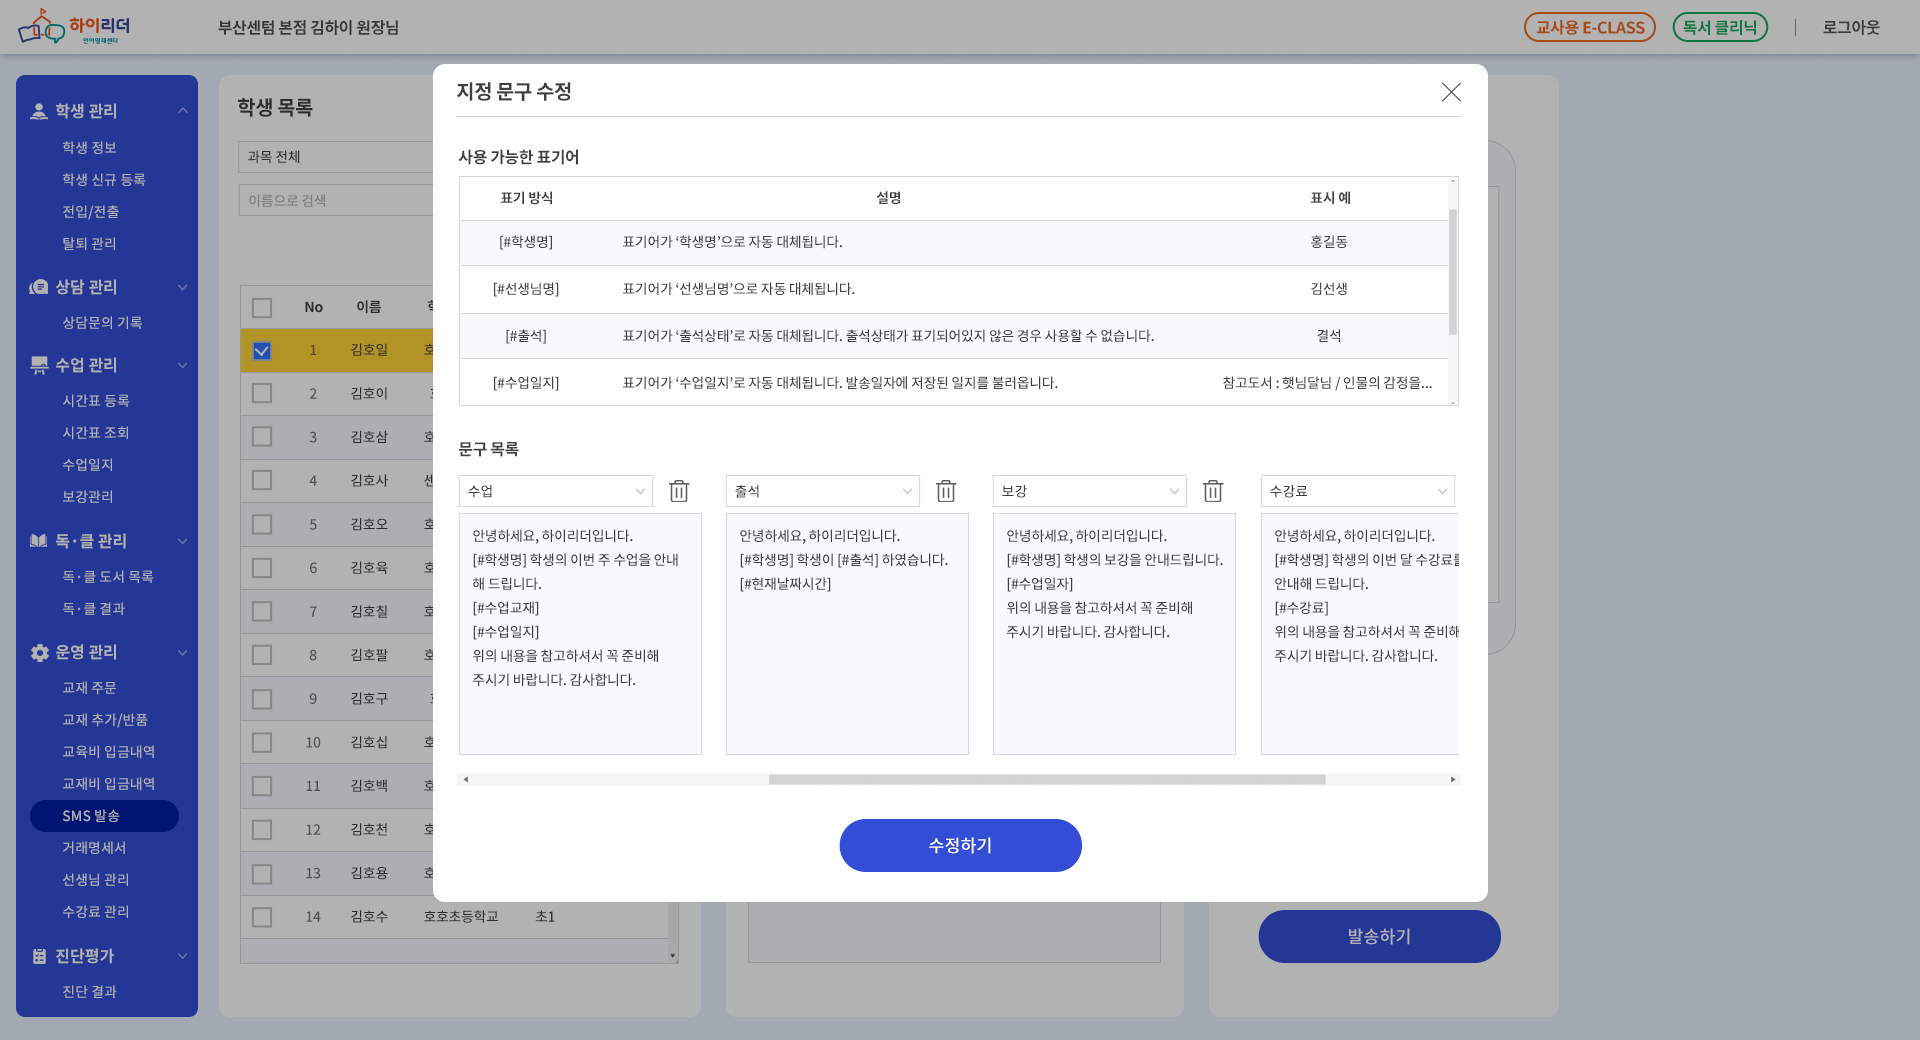 하이리더
언어영재센터
부산센텀 본점 김하이 원장님
교사용 E-CLASS
독서 클리닉
로그아웃
학생 관리
학생 정보
학생 신규 등록
전입/전출
탈퇴 관리
상담 관리
상담문의 기록
수업 관리
시간표 등록
시간표 조회
수업일지
보강관리
독·클 관리
독·클 도서 목록
독·클 결과
운영 관리
교재 주문
교재 추가/반품
교육비 입금내역
교재비 입금내역
SMS 발송
거래명세서
선생님 관리
수강료 관리
진단평가
진단 결과
학생 목록
과목 전체
이름으로 검색
No 이름
1 김호일 호
2 김호이
3 김호삼 호
4 김호사 센
5 김호오 호
6 김호육 호
7 김호칠 호
8 김호팔 호
9 김호구
10 김호십 호
11 김호백 호
12 김호천 호
13 김호용 호
14 김호수 호호초등학교 초1
지정 문구 수정
사용 가능한 표기어
표기 방식 설명 표시 예
[#학생명] 표기어가 ‘학생명’으로 자동 대체됩니다. 홍길동
[#선생님명] 표기어가 ‘선생님명’으로 자동 대체됩니다. 김선생
[#출석] 표기어가 ‘출석상태’로 자동 대체됩니다. 출석상태가 표기되어있지 않은 경우 사용할 수 없습니다. 결석
[#수업일지] 표기어가 ‘수업일지’로 자동 대체됩니다. 발송일자에 저장된 일지를 불러옵니다. 참고도서 : 햇님달님 / 인물의 감정을...
문구 목록
수업
안녕하세요, 하이리더입니다.
[#학생명] 학생의 이번 주 수업을 안내
해 드립니다.
[#수업교재]
[#수업일지]
위의 내용을 참고하셔서 꼭 준비해
주시기 바랍니다. 감사합니다.
출석
안녕하세요, 하이리더입니다.
[#학생명] 학생이 [#출석] 하였습니다.
[#현재날짜시간]
보강
안녕하세요, 하이리더입니다.
[#학생명] 학생의 보강을 안내드립니다.
[#수업일자]
위의 내용을 참고하셔서 꼭 준비해
주시기 바랍니다. 감사합니다.
수강료
안녕하세요, 하이리더입니다.
[#학생명] 학생의 이번 달 수강료를
안내해 드립니다.
[#수강료]
위의 내용을 참고하셔서 꼭 준비해
주시기 바랍니다. 감사합니다.
수정하기
발송하기